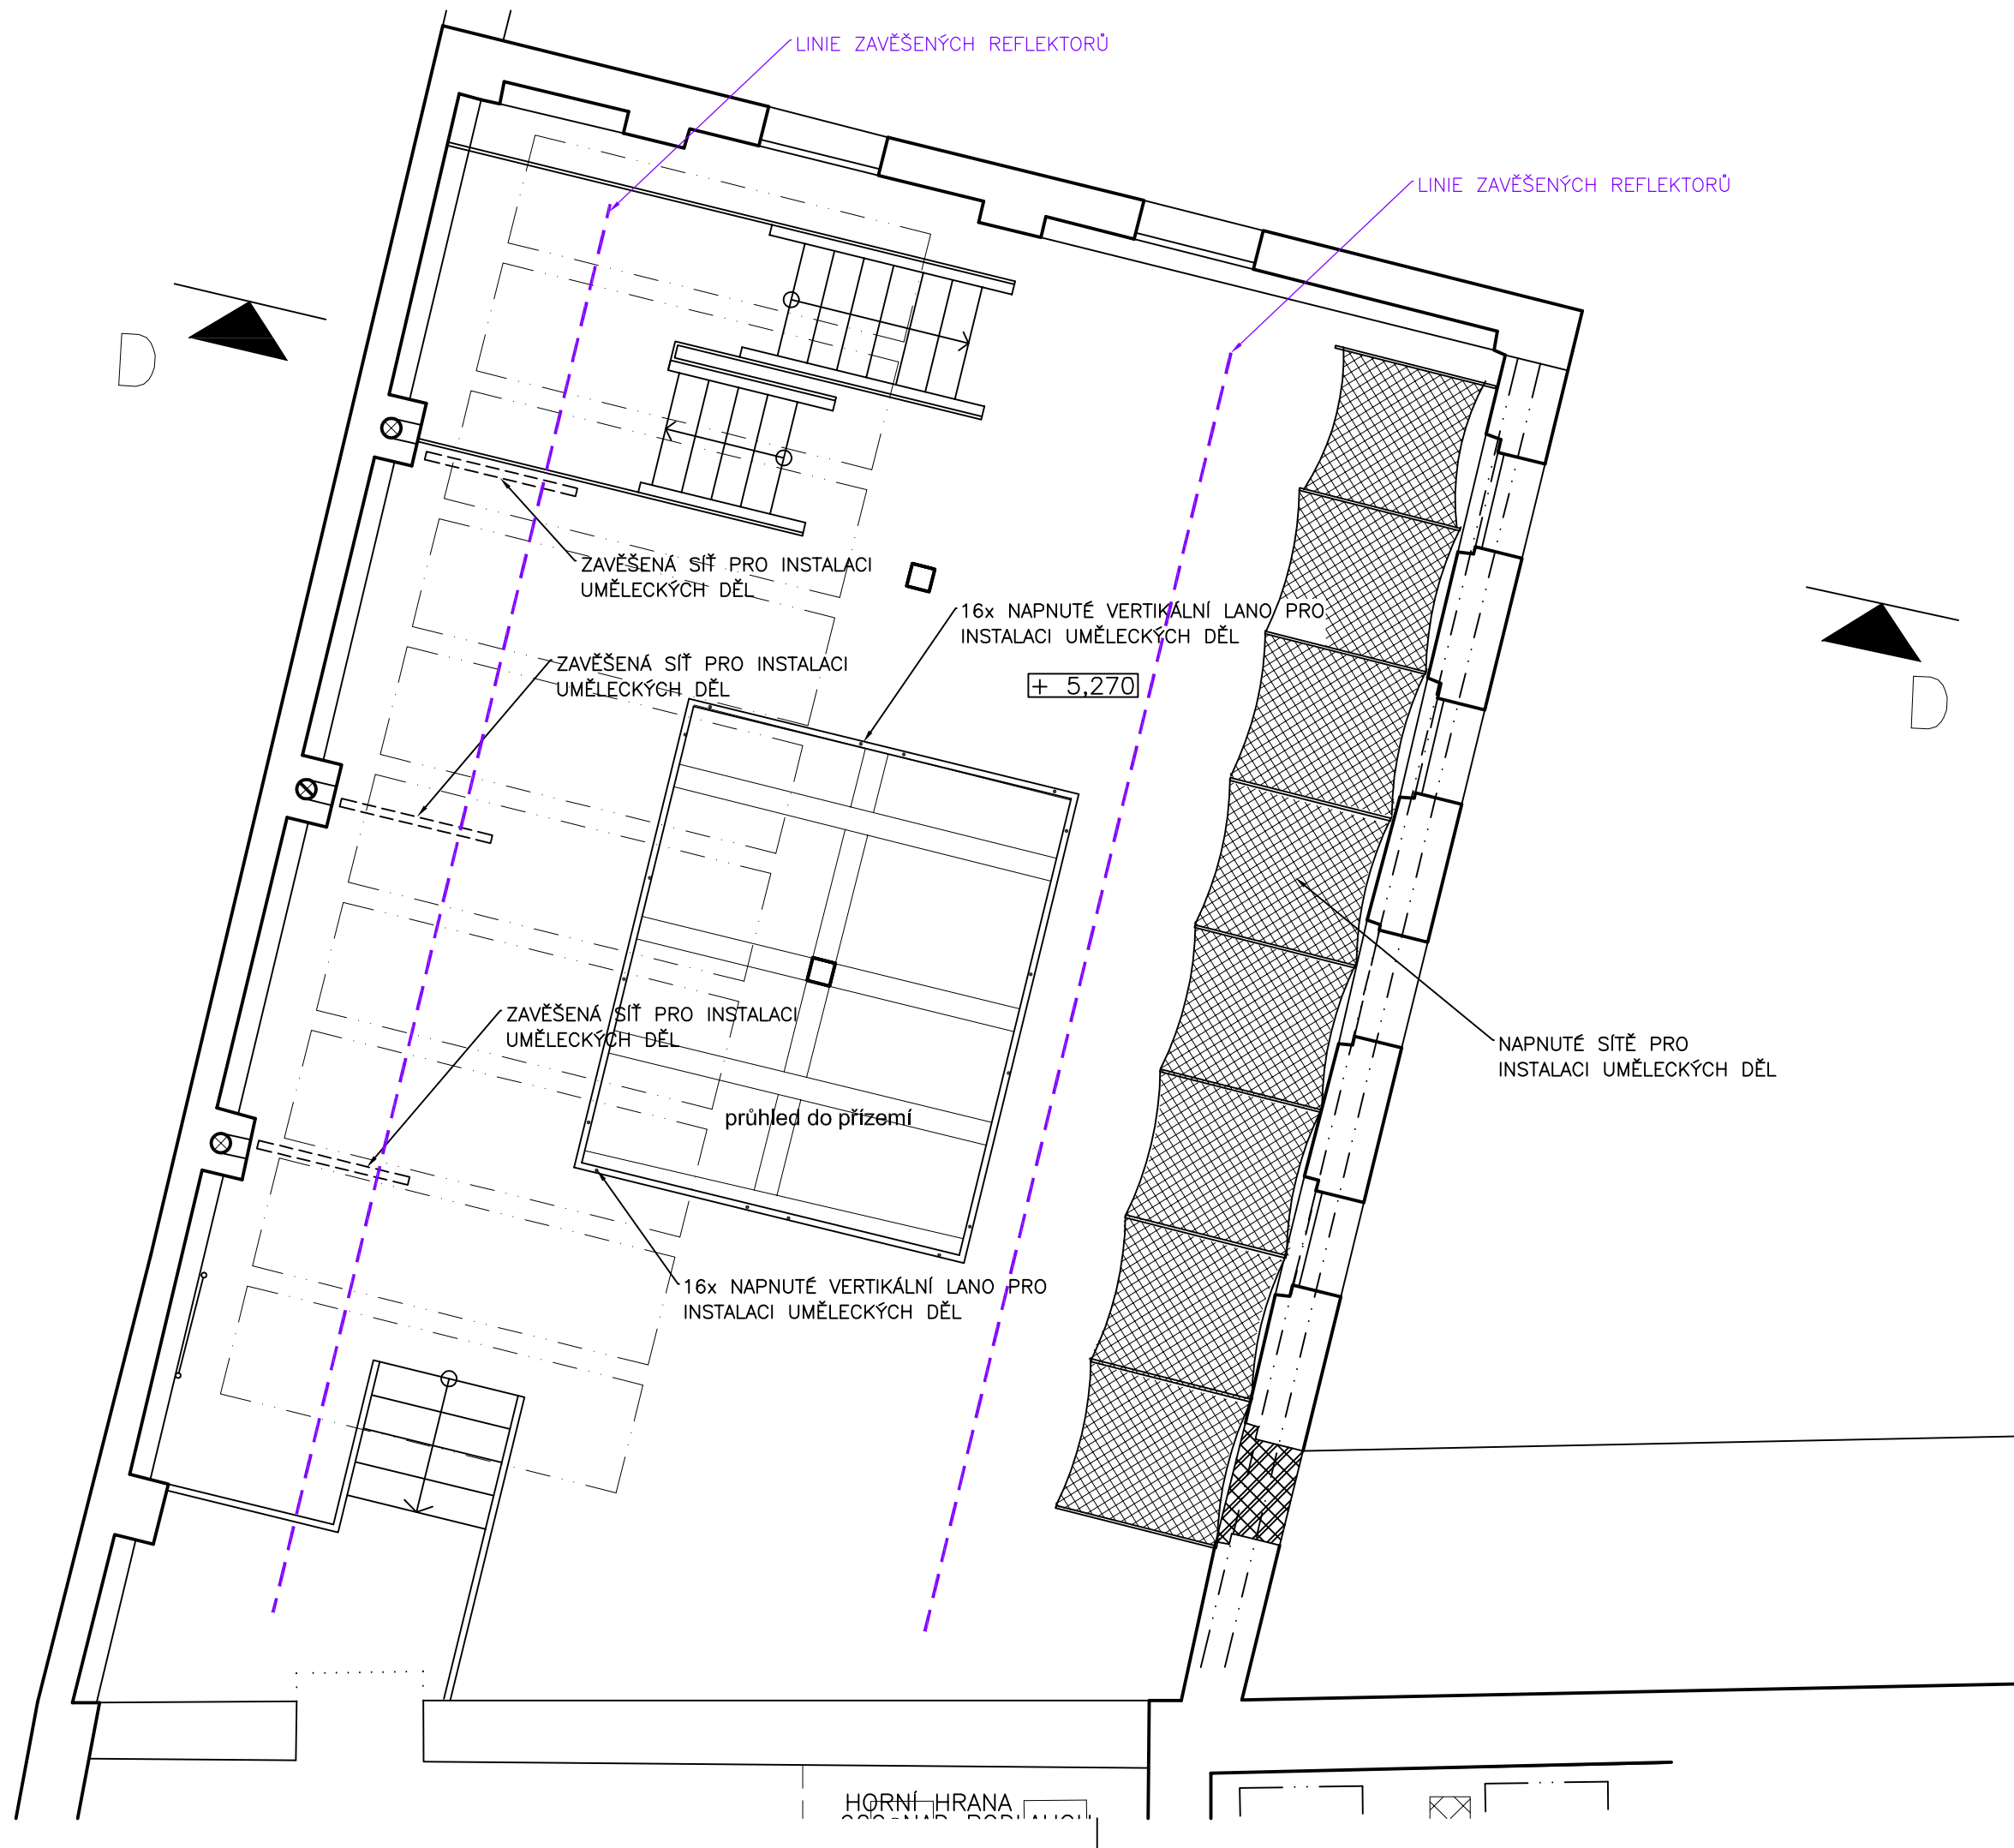 LINIE ZAVĚŠENÝCH REFLEKTORŮ
LINIE ZAVĚŠENÝCH REFLEKTORŮ
D
ZAVĚŠENÁ SÍŤ PRO INSTALACI
UMĚLECKÝCH DĚL
16x NAPNUTÉ VERTIKÁLNÍ LANO PRO
INSTALACI UMĚLECKÝCH DĚL
ZAVĚŠENÁ SÍŤ PRO INSTALACI
UMĚLECKÝCH DĚL
+ 5,270
D
ZAVĚŠENÁ SÍŤ PRO INSTALACI
UMĚLECKÝCH DĚL
NAPNUTÉ SÍTĚ PRO
INSTALACI UMĚLECKÝCH DĚL
průhled do přízemí
16x NAPNUTÉ VERTIKÁLNÍ LANO PRO
INSTALACI UMĚLECKÝCH DĚL
HORNÍ HRANA
NAD PODLAHOU